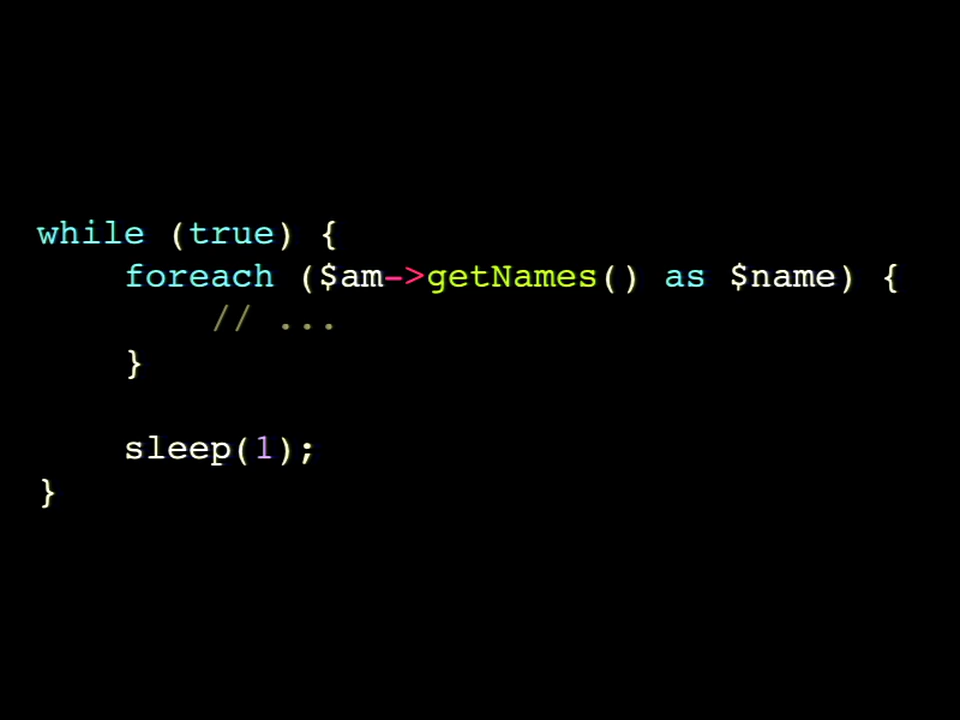 while (true) {
    foreach ($am->getNames() as $name) {
        // ...
    }

    sleep(1);
}